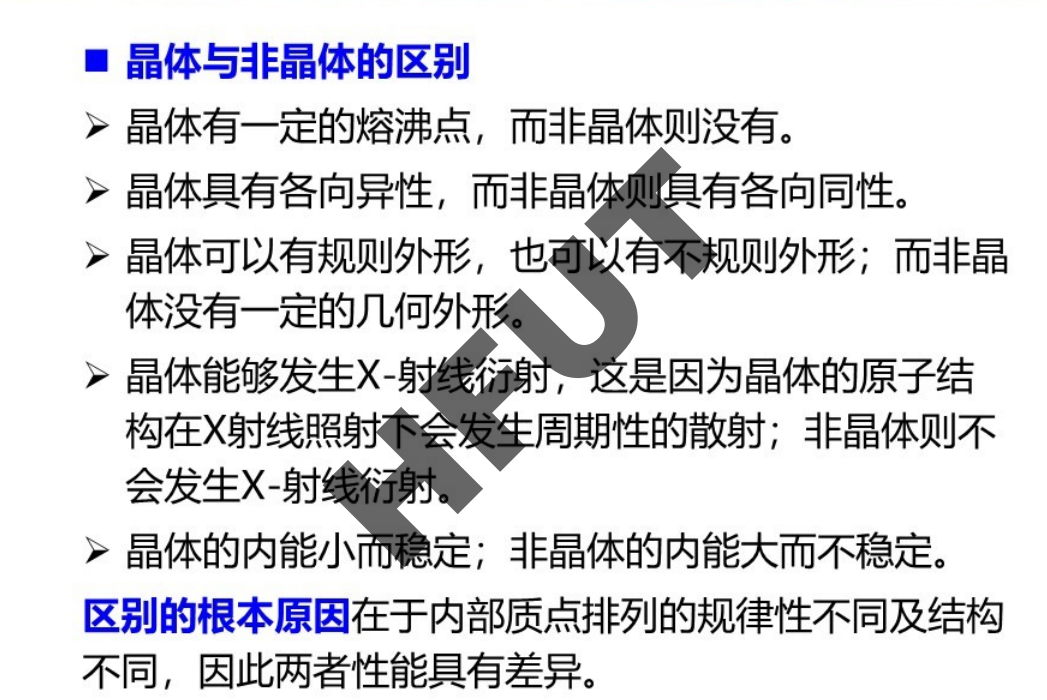 ■ 晶体与非晶体的区别
➢ 晶体有一定的熔沸点，而非晶体则没有。
➢ 晶体具有各向异性，而非晶体则具有各向同性。
➢ 晶体可以有规则外形，也可以有不规则外形；而非晶
体没有一定的几何外形。
➢ 晶体能够发生X-射线衍射，这是因为晶体的原子结
构在X射线照射下会发生周期性的散射；非晶体则不
会发生X-射线衍射。
➢ 晶体的内能小而稳定；非晶体的内能大而不稳定。
区别的根本原因在于内部质点排列的规律性不同及结构
不同，因此两者性能具有差异。
HFUT